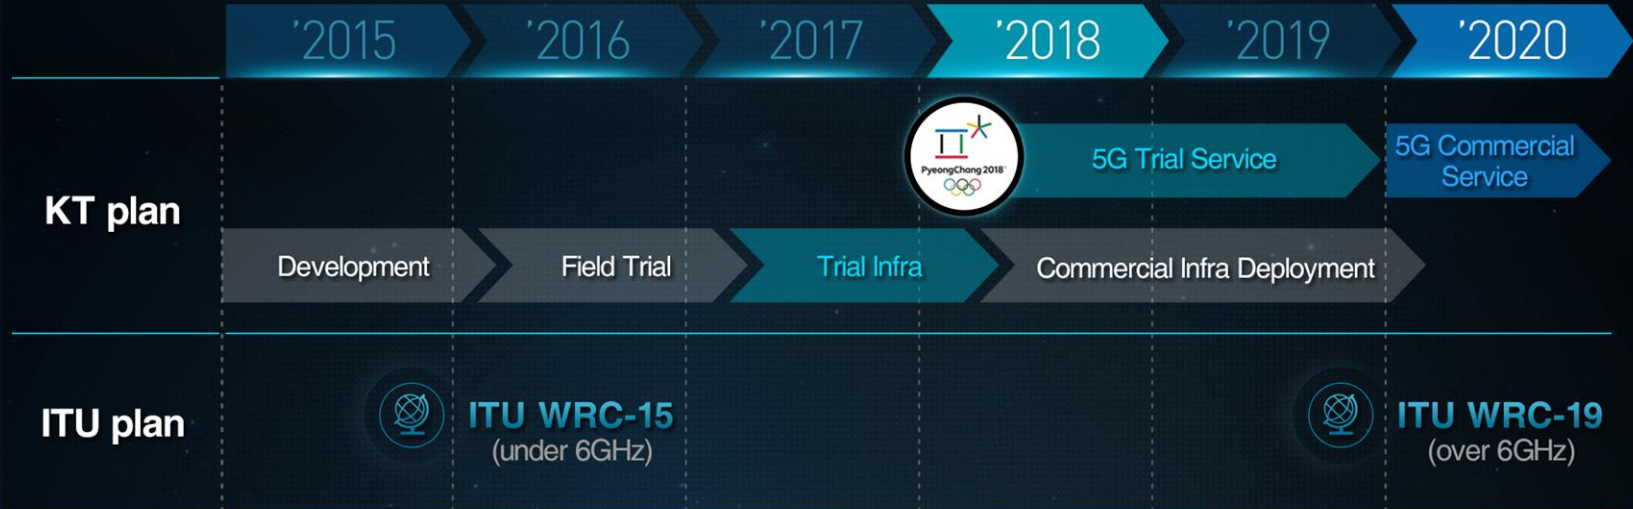 '2015
'2016
'2017
'2018
'2019
'2020
KT plan
PyeongChang 2018
5G Trial Service
5G Commercial
Service
Development
Field Trial
Trial Infra
Commercial Infra Deployment
ITU plan
ITU WRC-15
(under 6GHz)
ITU WRC-19
(over 6GHz)